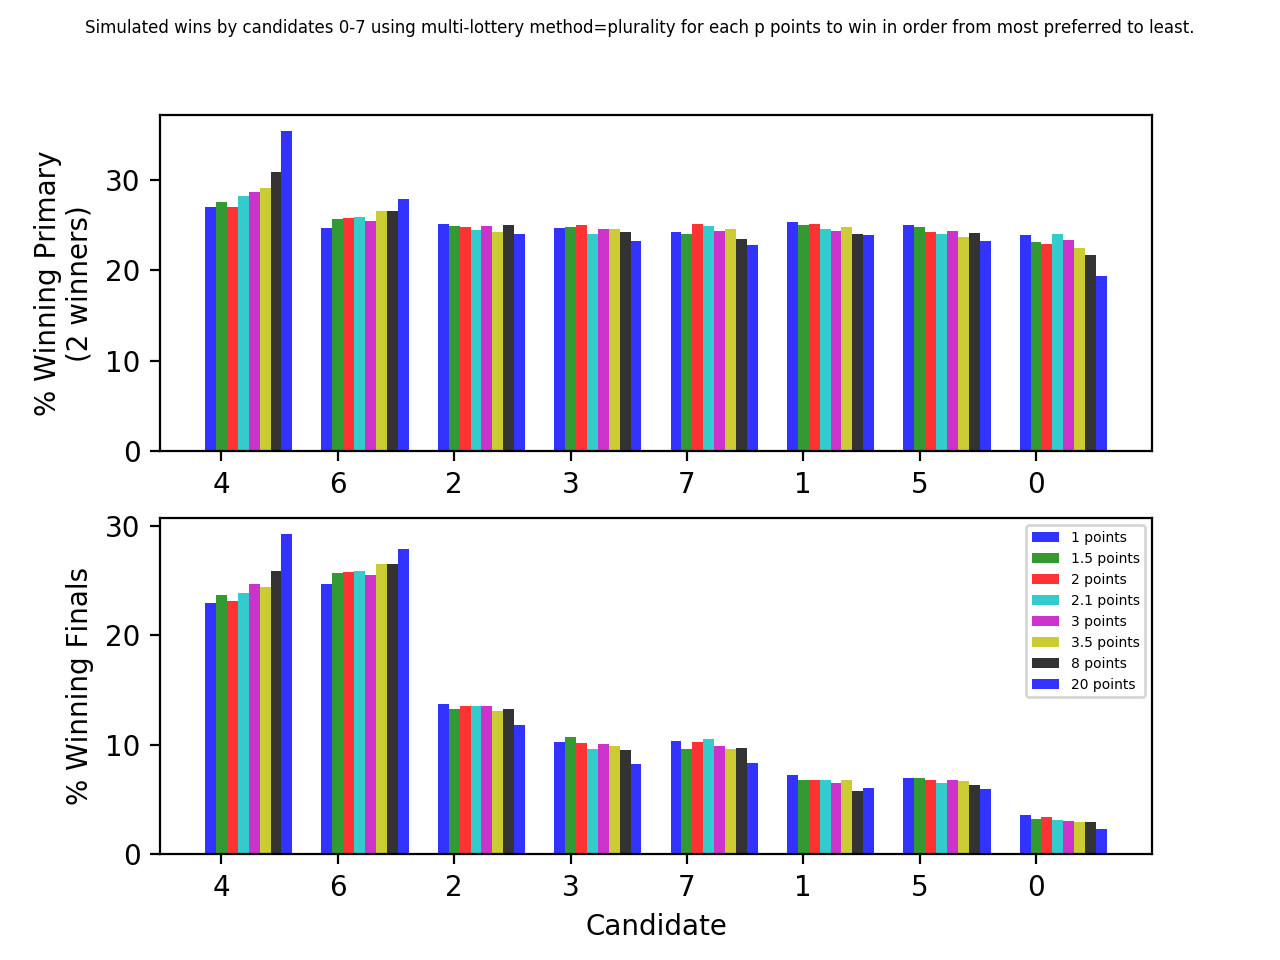 Simulated wins by candidates 0-7 using multi-lottery method=plurality for each p points to win in order from most preferred to least.
% Winning Primary
(2 winners)
30
20
10
0
4 6 2 3 7 1 5 0
% Winning Finals
30
20
10
0
1 points
1.5 points
2 points
2.1 points
3 points
3.5 points
8 points
20 points
4 6 2 3 7 1 5 0
Candidate